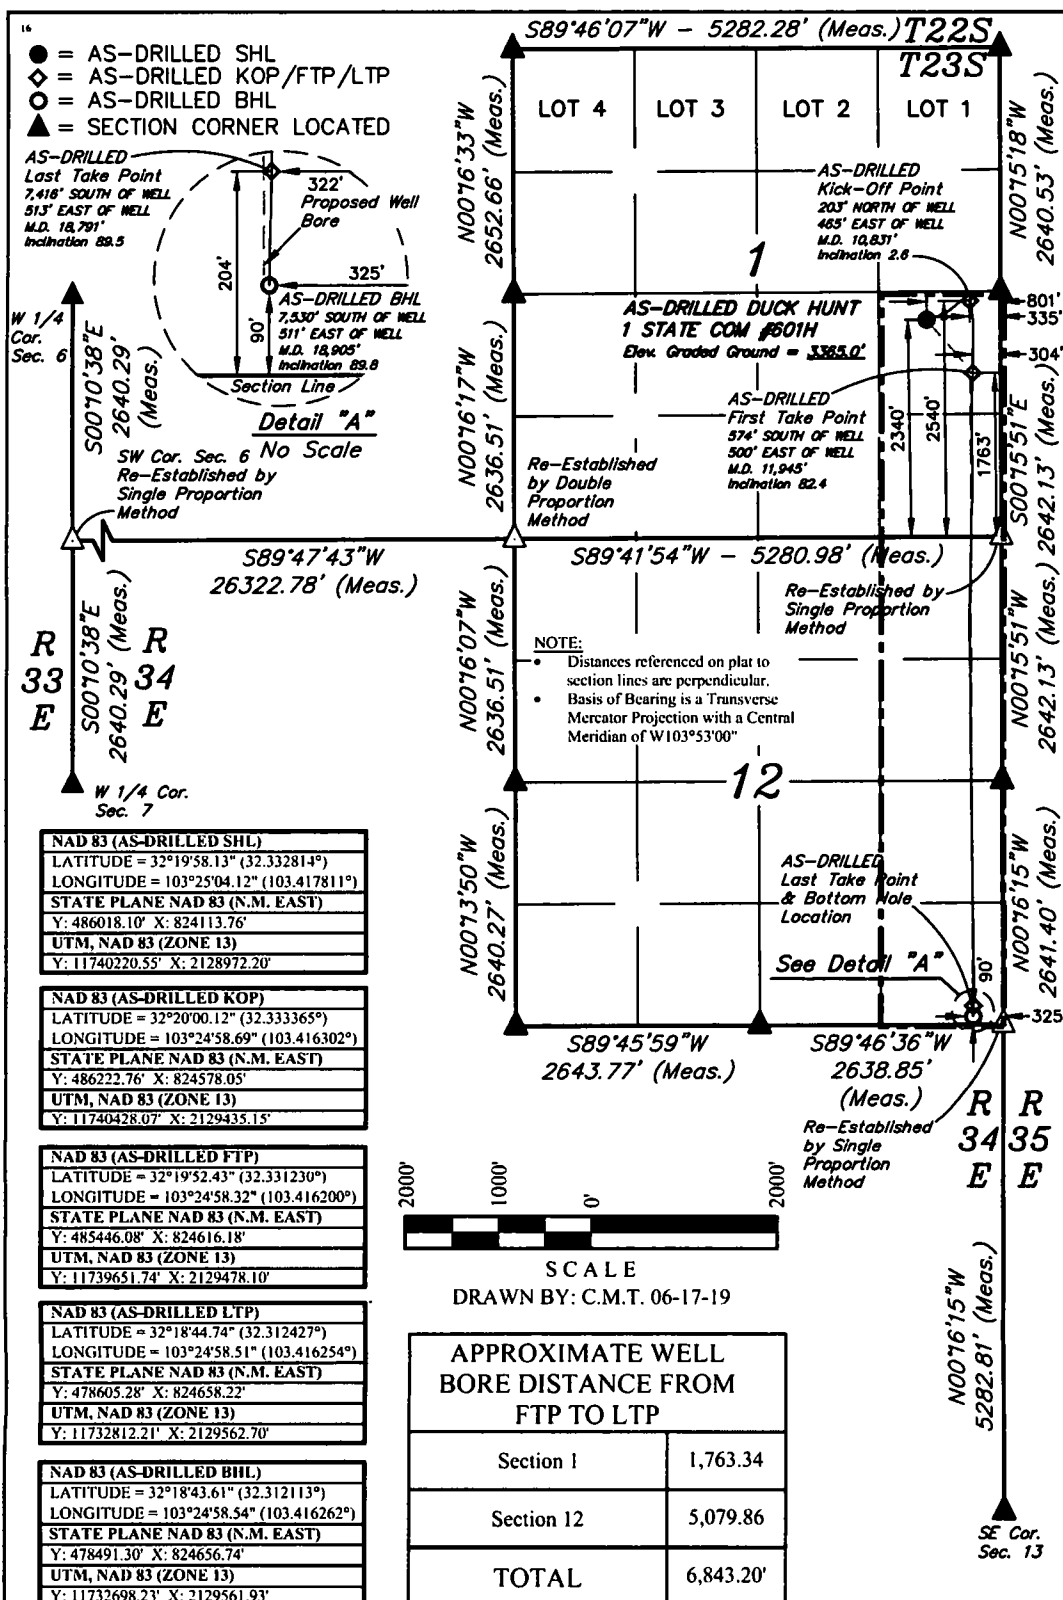 16
● = AS-DRILLED SHL
◇ = AS-DRILLED KOP/FTP/LTP
○ = AS-DRILLED BHL
▲ = SECTION CORNER LOCATED
AS-DRILLED
Last Take Point
7,416' SOUTH OF WELL
513' EAST OF WELL
M.D. 18,791'
Inclination 89.5
322'
Proposed Well
Bore
204'
325'
90'
AS-DRILLED BHL
7,530' SOUTH OF WELL
511' EAST OF WELL
M.D. 18,905'
Inclination 89.8
Section Line
Detail "A"
No Scale
W 1/4
Cor.
Sec. 6
S00°10'38"E
2640.29'
(Meas.)
SW Cor. Sec. 6
Re-Established by
Single Proportion
Method
S89°47'43"W
26322.78' (Meas.)
R
33
E
R
34
E
S00°10'38"E
2640.29' (Meas.)
W 1/4 Cor.
Sec. 7
S89°46'07"W - 5282.28' (Meas.)
T22S
T23S
LOT 4
LOT 3
LOT 2
LOT 1
N00°16'33"W
2652.66' (Meas.)
N00°15'18"W
2640.53' (Meas.)
1
AS-DRILLED
Kick-Off Point
203' NORTH OF WELL
465' EAST OF WELL
M.D. 10,831'
Inclination 2.6
AS-DRILLED DUCK HUNT
1 STATE COM #601H
Elev. Graded Ground = 3365.0'
801'
335'
304'
AS-DRILLED
First Take Point
574' SOUTH OF WELL
500' EAST OF WELL
M.D. 11,945'
Inclination 82.4
2340'
2540'
1763'
N00°16'17"W
2636.51' (Meas.)
S00°15'51"E
2642.13' (Meas.)
Re-Established
by Double
Proportion
Method
S89°41'54"W - 5280.98' (Meas.)
Re-Established by
Single Proportion
Method
NOTE:
• Distances referenced on plat to
section lines are perpendicular.
• Basis of Bearing is a Transverse
Mercator Projection with a Central
Meridian of W103°53'00"
N00°16'07"W
2636.51' (Meas.)
N00°15'51"W
2642.13' (Meas.)
12
N00°13'50"W
2640.27' (Meas.)
AS-DRILLED
Last Take Point
& Bottom Hole
Location
See Detail "A"
90'
325'
N00°16'15"W
2641.40' (Meas.)
S89°45'59"W
2643.77' (Meas.)
S89°46'36"W
2638.85'
(Meas.)
Re-Established
by Single
Proportion
Method
R
34
E
R
35
E
N00°16'15"W
5282.81' (Meas.)
SE Cor.
Sec. 13
NAD 83 (AS-DRILLED SHL)
LATITUDE = 32°19'58.13" (32.332814°)
LONGITUDE = 103°25'04.12" (103.417811°)
STATE PLANE NAD 83 (N.M. EAST)
Y: 486018.10' X: 824113.76'
UTM, NAD 83 (ZONE 13)
Y: 11740220.55' X: 2128972.20'
NAD 83 (AS-DRILLED KOP)
LATITUDE = 32°20'00.12" (32.333365°)
LONGITUDE = 103°24'58.69" (103.416302°)
STATE PLANE NAD 83 (N.M. EAST)
Y: 486222.76' X: 824578.05'
UTM, NAD 83 (ZONE 13)
Y: 11740428.07' X: 2129435.15'
NAD 83 (AS-DRILLED FTP)
LATITUDE = 32°19'52.43" (32.331230°)
LONGITUDE = 103°24'58.32" (103.416200°)
STATE PLANE NAD 83 (N.M. EAST)
Y: 485446.08' X: 824616.18'
UTM, NAD 83 (ZONE 13)
Y: 11739651.74' X: 2129478.10'
NAD 83 (AS-DRILLED LTP)
LATITUDE = 32°18'44.74" (32.312427°)
LONGITUDE = 103°24'58.51" (103.416254°)
STATE PLANE NAD 83 (N.M. EAST)
Y: 478605.28' X: 824658.22'
UTM, NAD 83 (ZONE 13)
Y: 11732812.21' X: 2129562.70'
NAD 83 (AS-DRILLED BHL)
LATITUDE = 32°18'43.61" (32.312113°)
LONGITUDE = 103°24'58.54" (103.416262°)
STATE PLANE NAD 83 (N.M. EAST)
Y: 478491.30' X: 824656.74'
UTM, NAD 83 (ZONE 13)
Y: 11732698.23' X: 2129561.93'
2000'
1000'
0'
2000'
SCALE
DRAWN BY: C.M.T. 06-17-19
APPROXIMATE WELL
BORE DISTANCE FROM
FTP TO LTP
Section 1 1,763.34
Section 12 5,079.86
TOTAL 6,843.20'